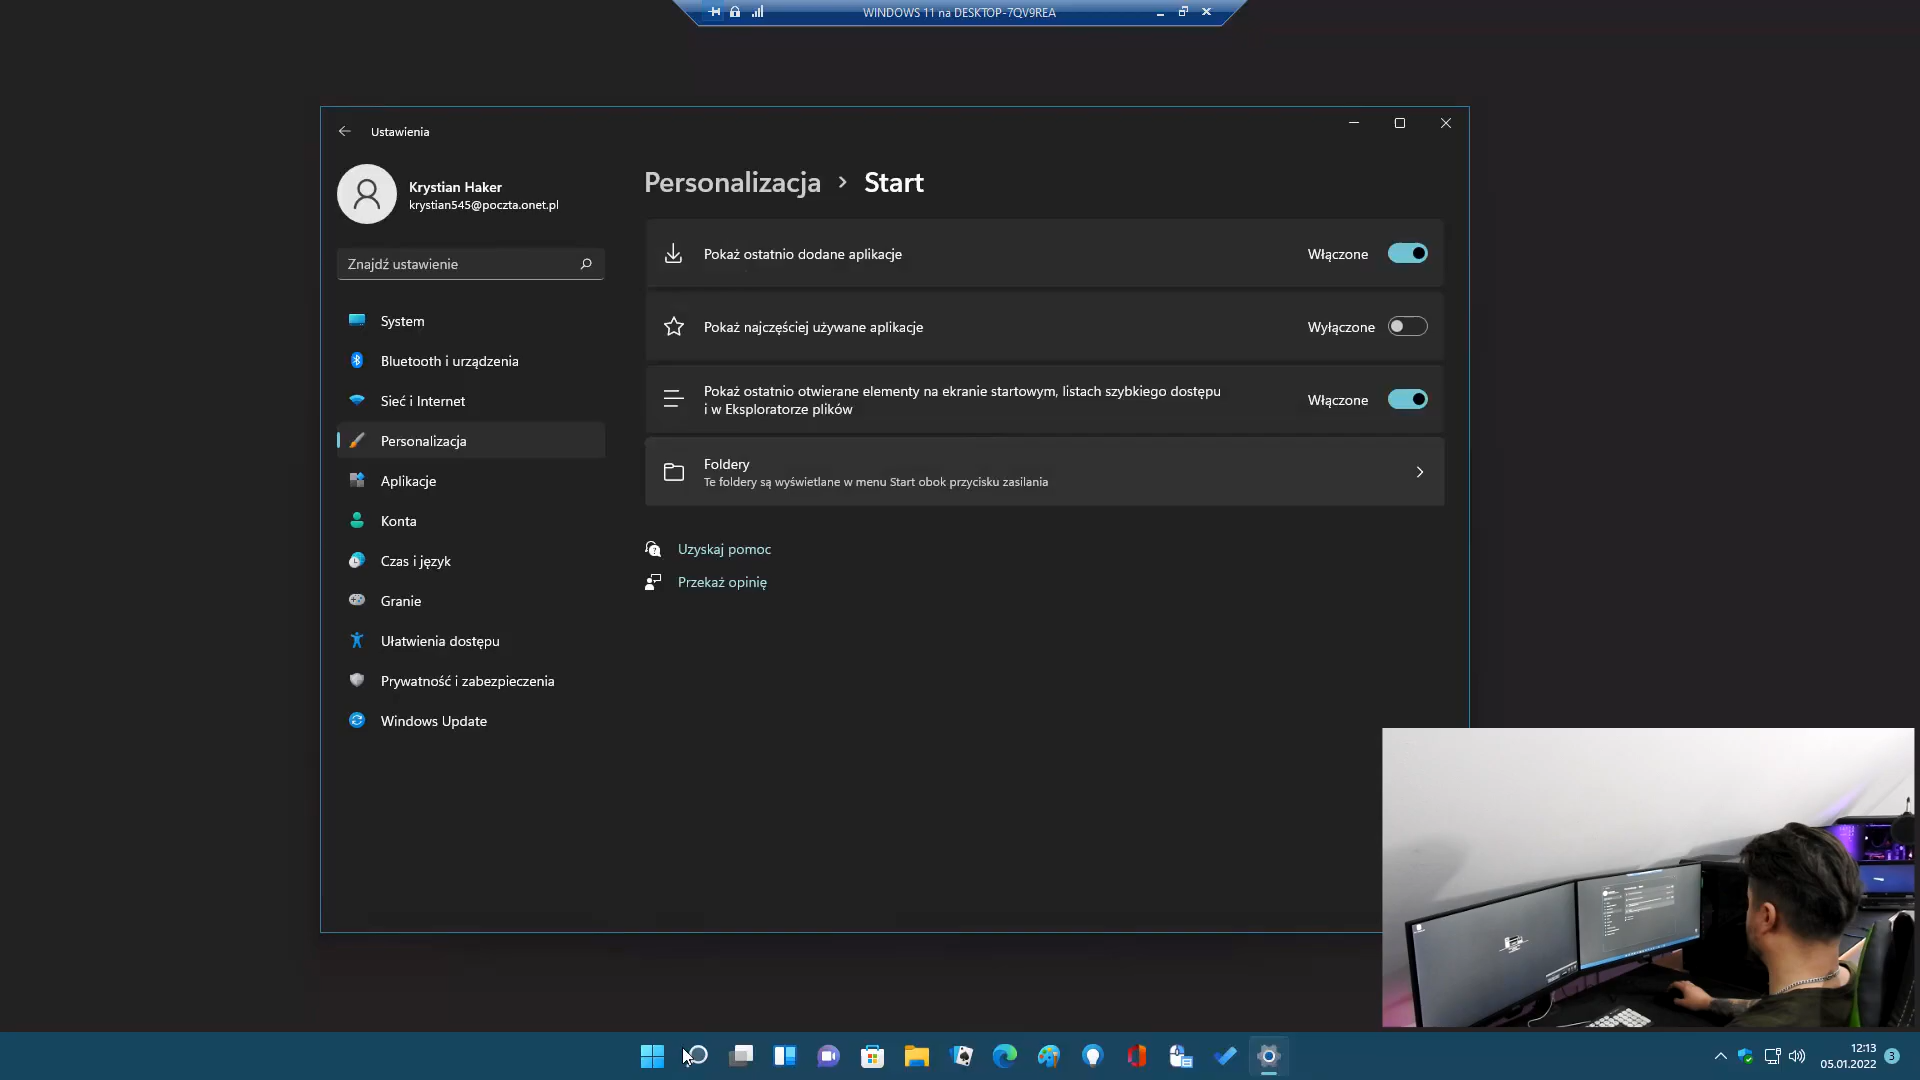 WINDOWS 11 na DESKTOP-7QV9REA
Ustawienia
Krystian Haker
krystian545@poczta.onet.pl
Znajdź ustawienie
System
Bluetooth i urządzenia
Sieć i Internet
Personalizacja
Aplikacje
Konta
Czas i język
Granie
Ułatwienia dostępu
Prywatność i zabezpieczenia
Windows Update
Personalizacja > Start
Pokaż ostatnio dodane aplikacje
Włączone
Pokaż najczęściej używane aplikacje
Wyłączone
Pokaż ostatnio otwierane elementy na ekranie startowym, listach szybkiego dostępu
i w Eksploratorze plików
Włączone
Foldery
Te foldery są wyświetlane w menu Start obok przycisku zasilania
Uzyskaj pomoc
Przekaż opinię
12:13
05.01.2022
3